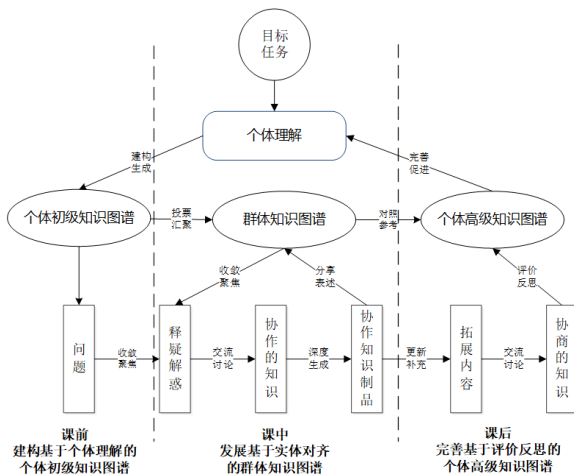 目标
任务
个体理解
建构
生成
完善
促进
个体初级知识图谱
投票
汇聚
群体知识图谱
对照
参考
个体高级知识图谱
收敛
聚焦
分享
表述
评价
反思
问题
收敛
聚焦
释疑解惑
交流
讨论
协作的知识
深度
生成
协作知识制品
更新
补充
拓展内容
交流
讨论
协商的知识
课前
建构基于个体理解的
个体初级知识图谱
课中
发展基于实体对齐
的群体知识图谱
课后
完善基于评价反思的
个体高级知识图谱